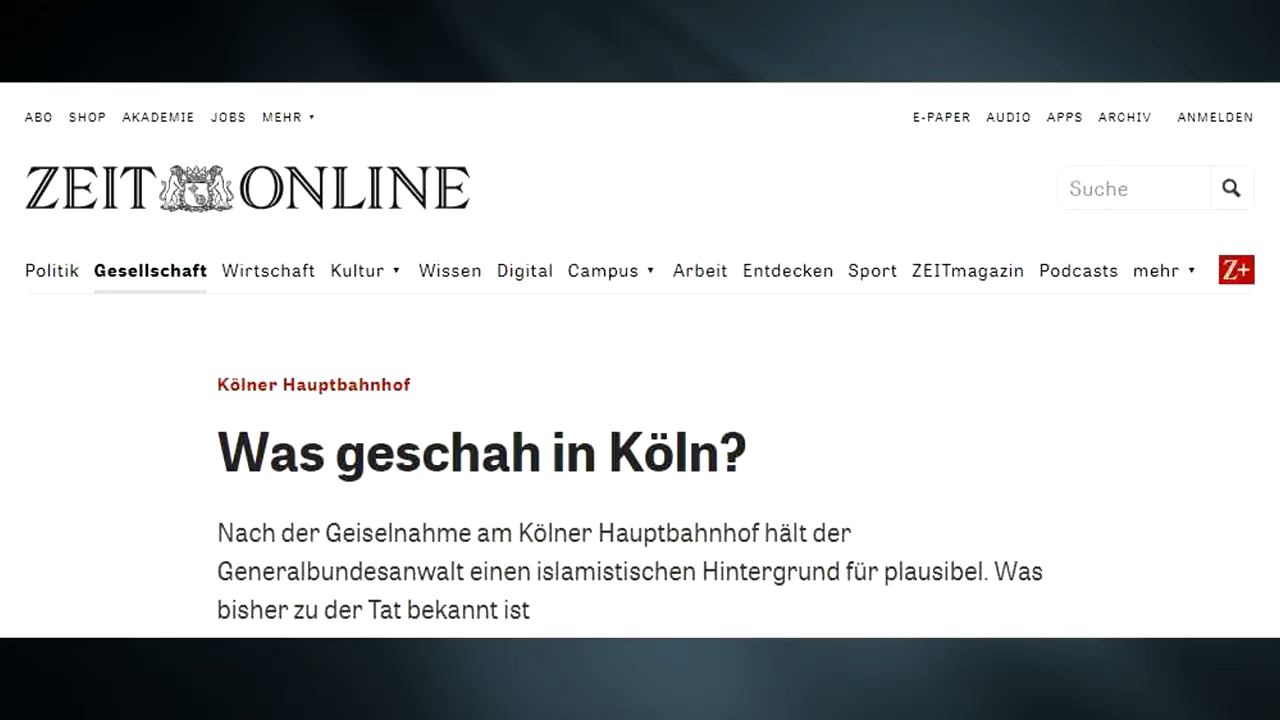 ABO SHOP AKADEMIE JOBS MEHR ▾ E-PAPER AUDIO APPS ARCHIV ANMELDEN
ZEIT ONLINE
Suche
Politik Gesellschaft Wirtschaft Kultur ▾ Wissen Digital Campus ▾ Arbeit Entdecken Sport ZEITmagazin Podcasts mehr ▾ Z+
Kölner Hauptbahnhof
Was geschah in Köln?
Nach der Geiselnahme am Kölner Hauptbahnhof hält der
Generalbundesanwalt einen islamistischen Hintergrund für plausibel. Was
bisher zu der Tat bekannt ist